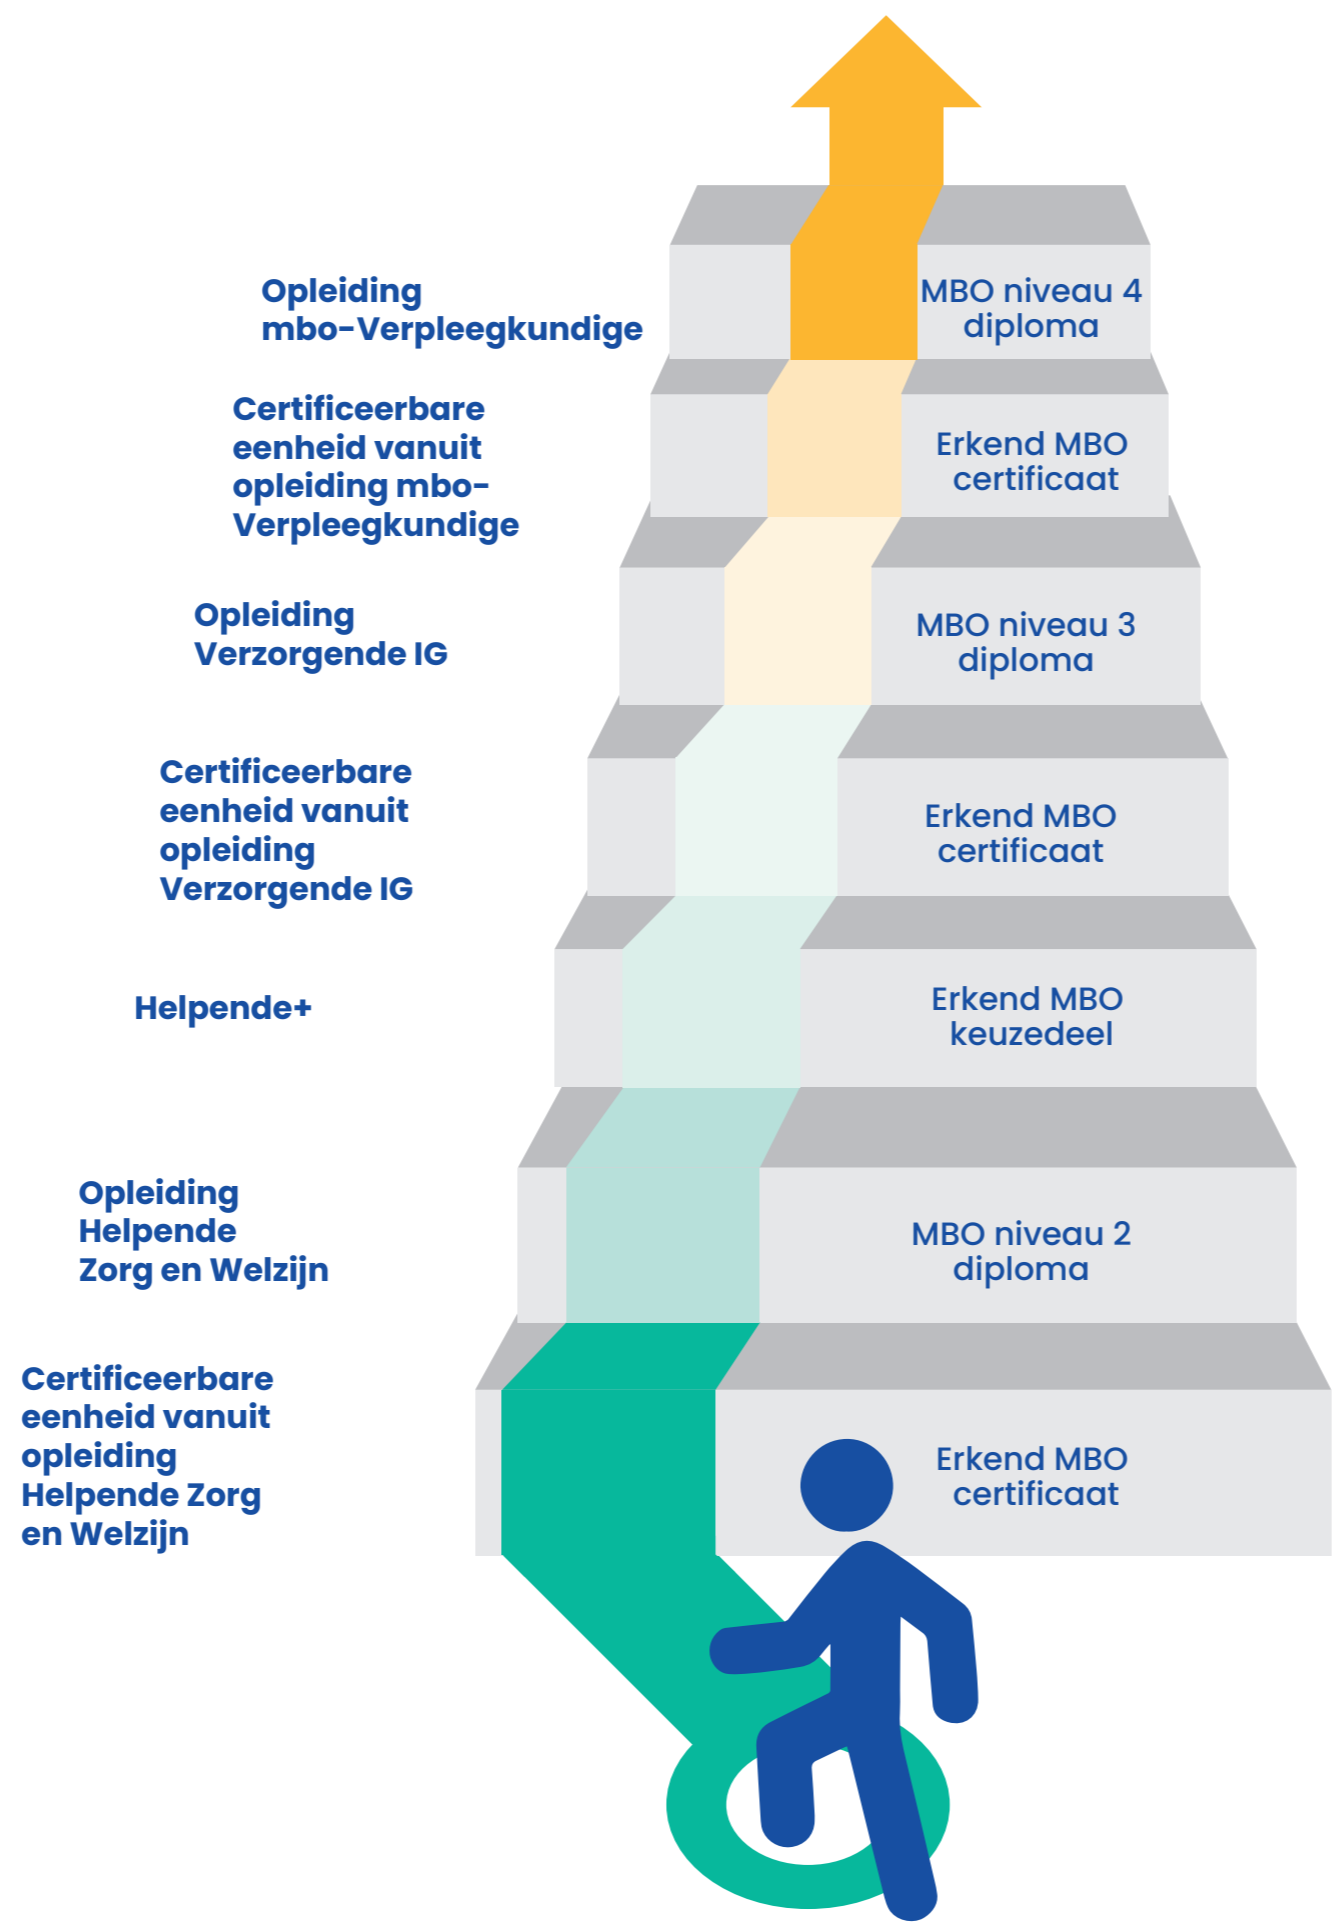 Opleiding
mbo-Verpleegkundige
MBO niveau 4
diploma
Certificeerbare
eenheid vanuit
opleiding mbo-
Verpleegkundige
Erkend MBO
certificaat
Opleiding
Verzorgende IG
MBO niveau 3
diploma
Certificeerbare
eenheid vanuit
opleiding
Verzorgende IG
Erkend MBO
certificaat
Helpende+
Erkend MBO
keuzedeel
Opleiding
Helpende
Zorg en Welzijn
MBO niveau 2
diploma
Certificeerbare
eenheid vanuit
opleiding
Helpende Zorg
en Welzijn
Erkend MBO
certificaat